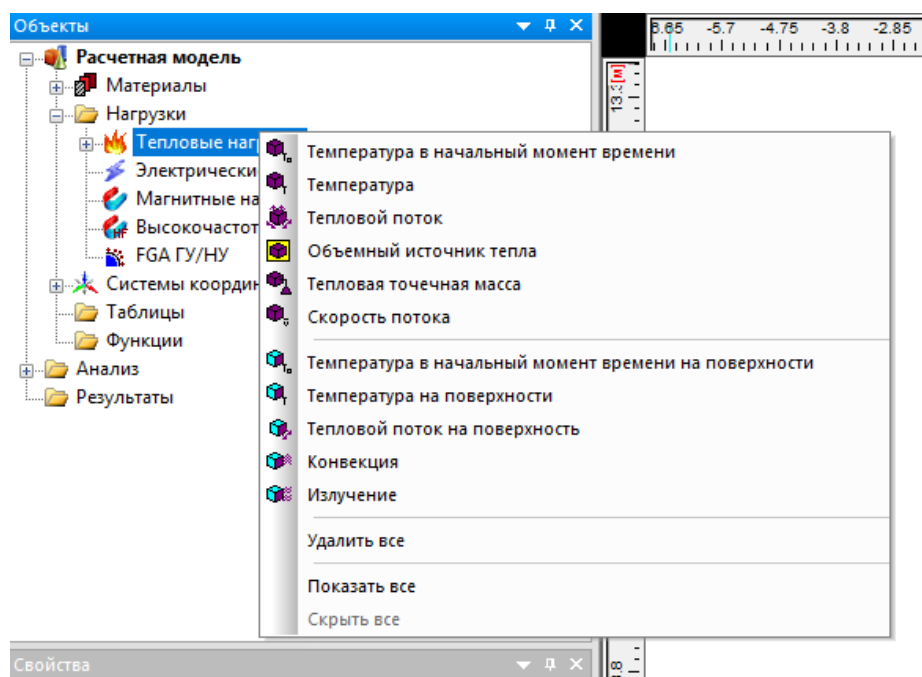 Объекты
Расчетная модель
Материалы
Нагрузки
Тепловые наг
Электрически
Магнитные на
Высокочастот
FGA ГУ/НУ
Системы координ
Таблицы
Функции
Анализ
Результаты
Температура в начальный момент времени
Температура
Тепловой поток
Объемный источник тепла
Тепловая точечная масса
Скорость потока
Температура в начальный момент времени на поверхности
Температура на поверхности
Тепловой поток на поверхность
Конвекция
Излучение
Удалить все
Показать все
Скрыть все
Свойства
-5.7 -4.75 -3.8 -2.85
[м]